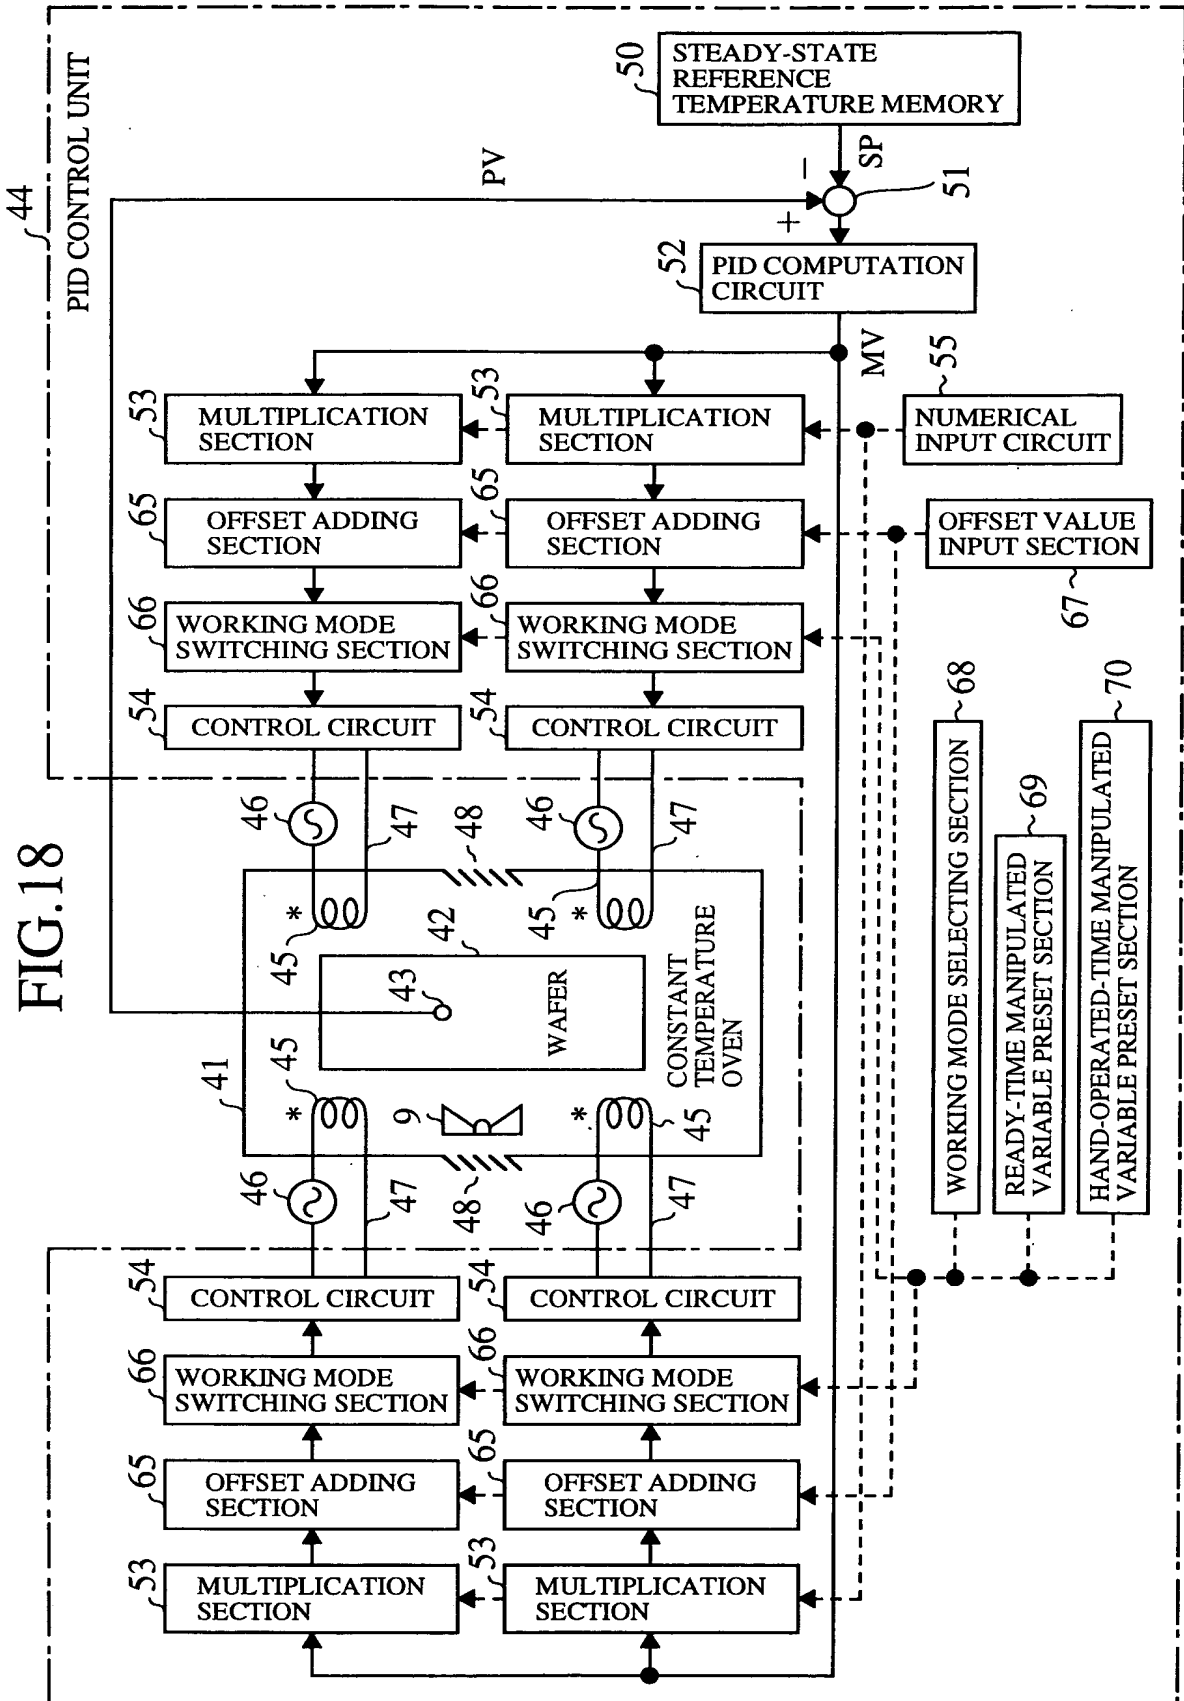 FIG.18
44
PID CONTROL UNIT
PV
50
STEADY-STATE
REFERENCE
TEMPERATURE MEMORY
SP
−
+
51
52
PID COMPUTATION
CIRCUIT
MV
53
MULTIPLICATION
SECTION
53
MULTIPLICATION
SECTION
55
NUMERICAL
INPUT CIRCUIT
65
OFFSET ADDING
SECTION
65
OFFSET ADDING
SECTION
OFFSET VALUE
INPUT SECTION
67
66
WORKING MODE
SWITCHING SECTION
66
WORKING MODE
SWITCHING SECTION
54
CONTROL CIRCUIT
54
CONTROL CIRCUIT
46
47
48
46
47
45
*
45
*
41
42
43
WAFER
CONSTANT
TEMPERATURE
OVEN
45
*
9
*
45
46
47
48
46
47
54
CONTROL CIRCUIT
54
CONTROL CIRCUIT
66
WORKING MODE
SWITCHING SECTION
66
WORKING MODE
SWITCHING SECTION
65
OFFSET ADDING
SECTION
65
OFFSET ADDING
SECTION
53
MULTIPLICATION
SECTION
53
MULTIPLICATION
SECTION
WORKING MODE SELECTING SECTION
68
READY-TIME MANIPULATED
VARIABLE PRESET SECTION
69
HAND-OPERATED-TIME MANIPULATED
VARIABLE PRESET SECTION
70